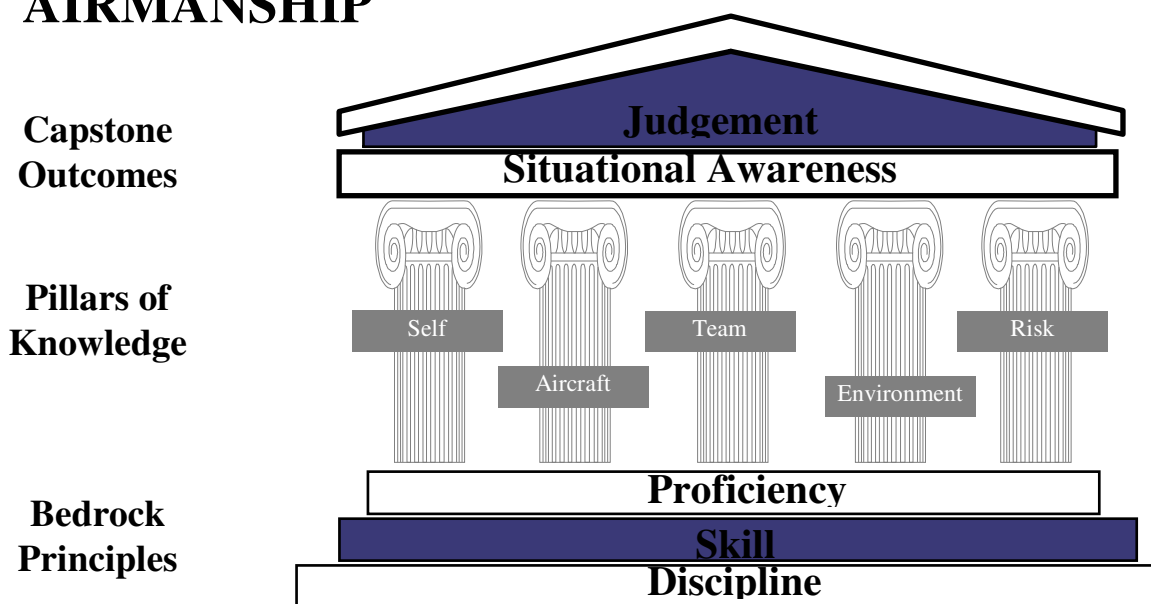 AIRMANSHIP
Capstone
Outcomes
Judgement
Situational Awareness
Pillars of
Knowledge
Self
Aircraft
Team
Environment
Risk
Bedrock
Principles
Proficiency
Skill
Discipline